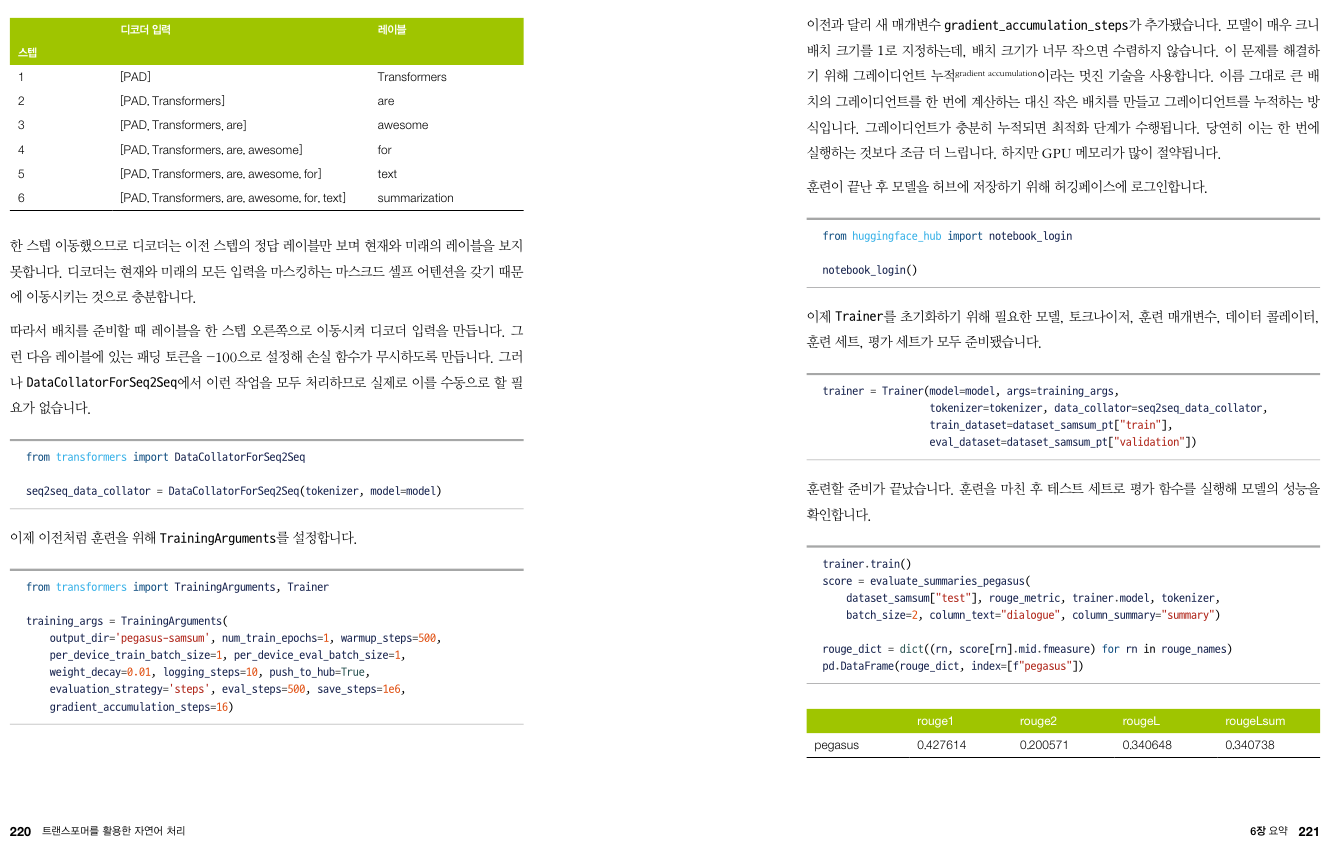 디코더 입력 레이블
스텝
1 [PAD] Transformers
2 [PAD, Transformers] are
3 [PAD, Transformers, are] awesome
4 [PAD, Transformers, are, awesome] for
5 [PAD, Transformers, are, awesome, for] text
6 [PAD, Transformers, are, awesome, for, text] summarization
한 스텝 이동했으므로 디코더는 이전 스텝의 정답 레이블만 보며 현재와 미래의 레이블을 보지
못합니다. 디코더는 현재와 미래의 모든 입력을 마스킹하는 마스크드 셀프 어텐션을 갖기 때문
에 이동시키는 것으로 충분합니다.
따라서 배치를 준비할 때 레이블을 한 스텝 오른쪽으로 이동시켜 디코더 입력을 만듭니다. 그
런 다음 레이블에 있는 패딩 토큰을 -100으로 설정해 손실 함수가 무시하도록 만듭니다. 그러
나 DataCollatorForSeq2Seq에서 이런 작업을 모두 처리하므로 실제로 이를 수동으로 할 필
요가 없습니다.
from transformers import DataCollatorForSeq2Seq
seq2seq_data_collator = DataCollatorForSeq2Seq(tokenizer, model=model)
이제 이전처럼 훈련을 위해 TrainingArguments를 설정합니다.
from transformers import TrainingArguments, Trainer
training_args = TrainingArguments(
output_dir='pegasus-samsum', num_train_epochs=1, warmup_steps=500,
per_device_train_batch_size=1, per_device_eval_batch_size=1,
weight_decay=0.01, logging_steps=10, push_to_hub=True,
evaluation_strategy='steps', eval_steps=500, save_steps=1e6,
gradient_accumulation_steps=16)
220 트랜스포머를 활용한 자연어 처리
이전과 달리 새 매개변수 gradient_accumulation_steps가 추가됐습니다. 모델이 매우 크니
배치 크기를 1로 지정하는데, 배치 크기가 너무 작으면 수렴하지 않습니다. 이 문제를 해결하
기 위해 그레이디언트 누적gradient accumulation이라는 멋진 기술을 사용합니다. 이름 그대로 큰 배
치의 그레이디언트를 한 번에 계산하는 대신 작은 배치를 만들고 그레이디언트를 누적하는 방
식입니다. 그레이디언트가 충분히 누적되면 최적화 단계가 수행됩니다. 당연히 이는 한 번에
실행하는 것보다 조금 더 느립니다. 하지만 GPU 메모리가 많이 절약됩니다.
훈련이 끝난 후 모델을 허브에 저장하기 위해 허깅페이스에 로그인합니다.
from huggingface_hub import notebook_login
notebook_login()
이제 Trainer를 초기화하기 위해 필요한 모델, 토크나이저, 훈련 매개변수, 데이터 콜레이터,
훈련 세트, 평가 세트가 모두 준비됐습니다.
trainer = Trainer(model=model, args=training_args,
tokenizer=tokenizer, data_collator=seq2seq_data_collator,
train_dataset=dataset_samsum_pt["train"],
eval_dataset=dataset_samsum_pt["validation"])
훈련할 준비가 끝났습니다. 훈련을 마친 후 테스트 세트로 평가 함수를 실행해 모델의 성능을
확인합니다.
trainer.train()
score = evaluate_summaries_pegasus(
dataset_samsum["test"], rouge_metric, trainer.model, tokenizer,
batch_size=2, column_text="dialogue", column_summary="summary")
rouge_dict = dict((rn, score[rn].mid.fmeasure) for rn in rouge_names)
pd.DataFrame(rouge_dict, index=[f"pegasus"])
rouge1 rouge2 rougeL rougeLsum
pegasus 0.427614 0.200571 0.340648 0.340738
6장 요약 221